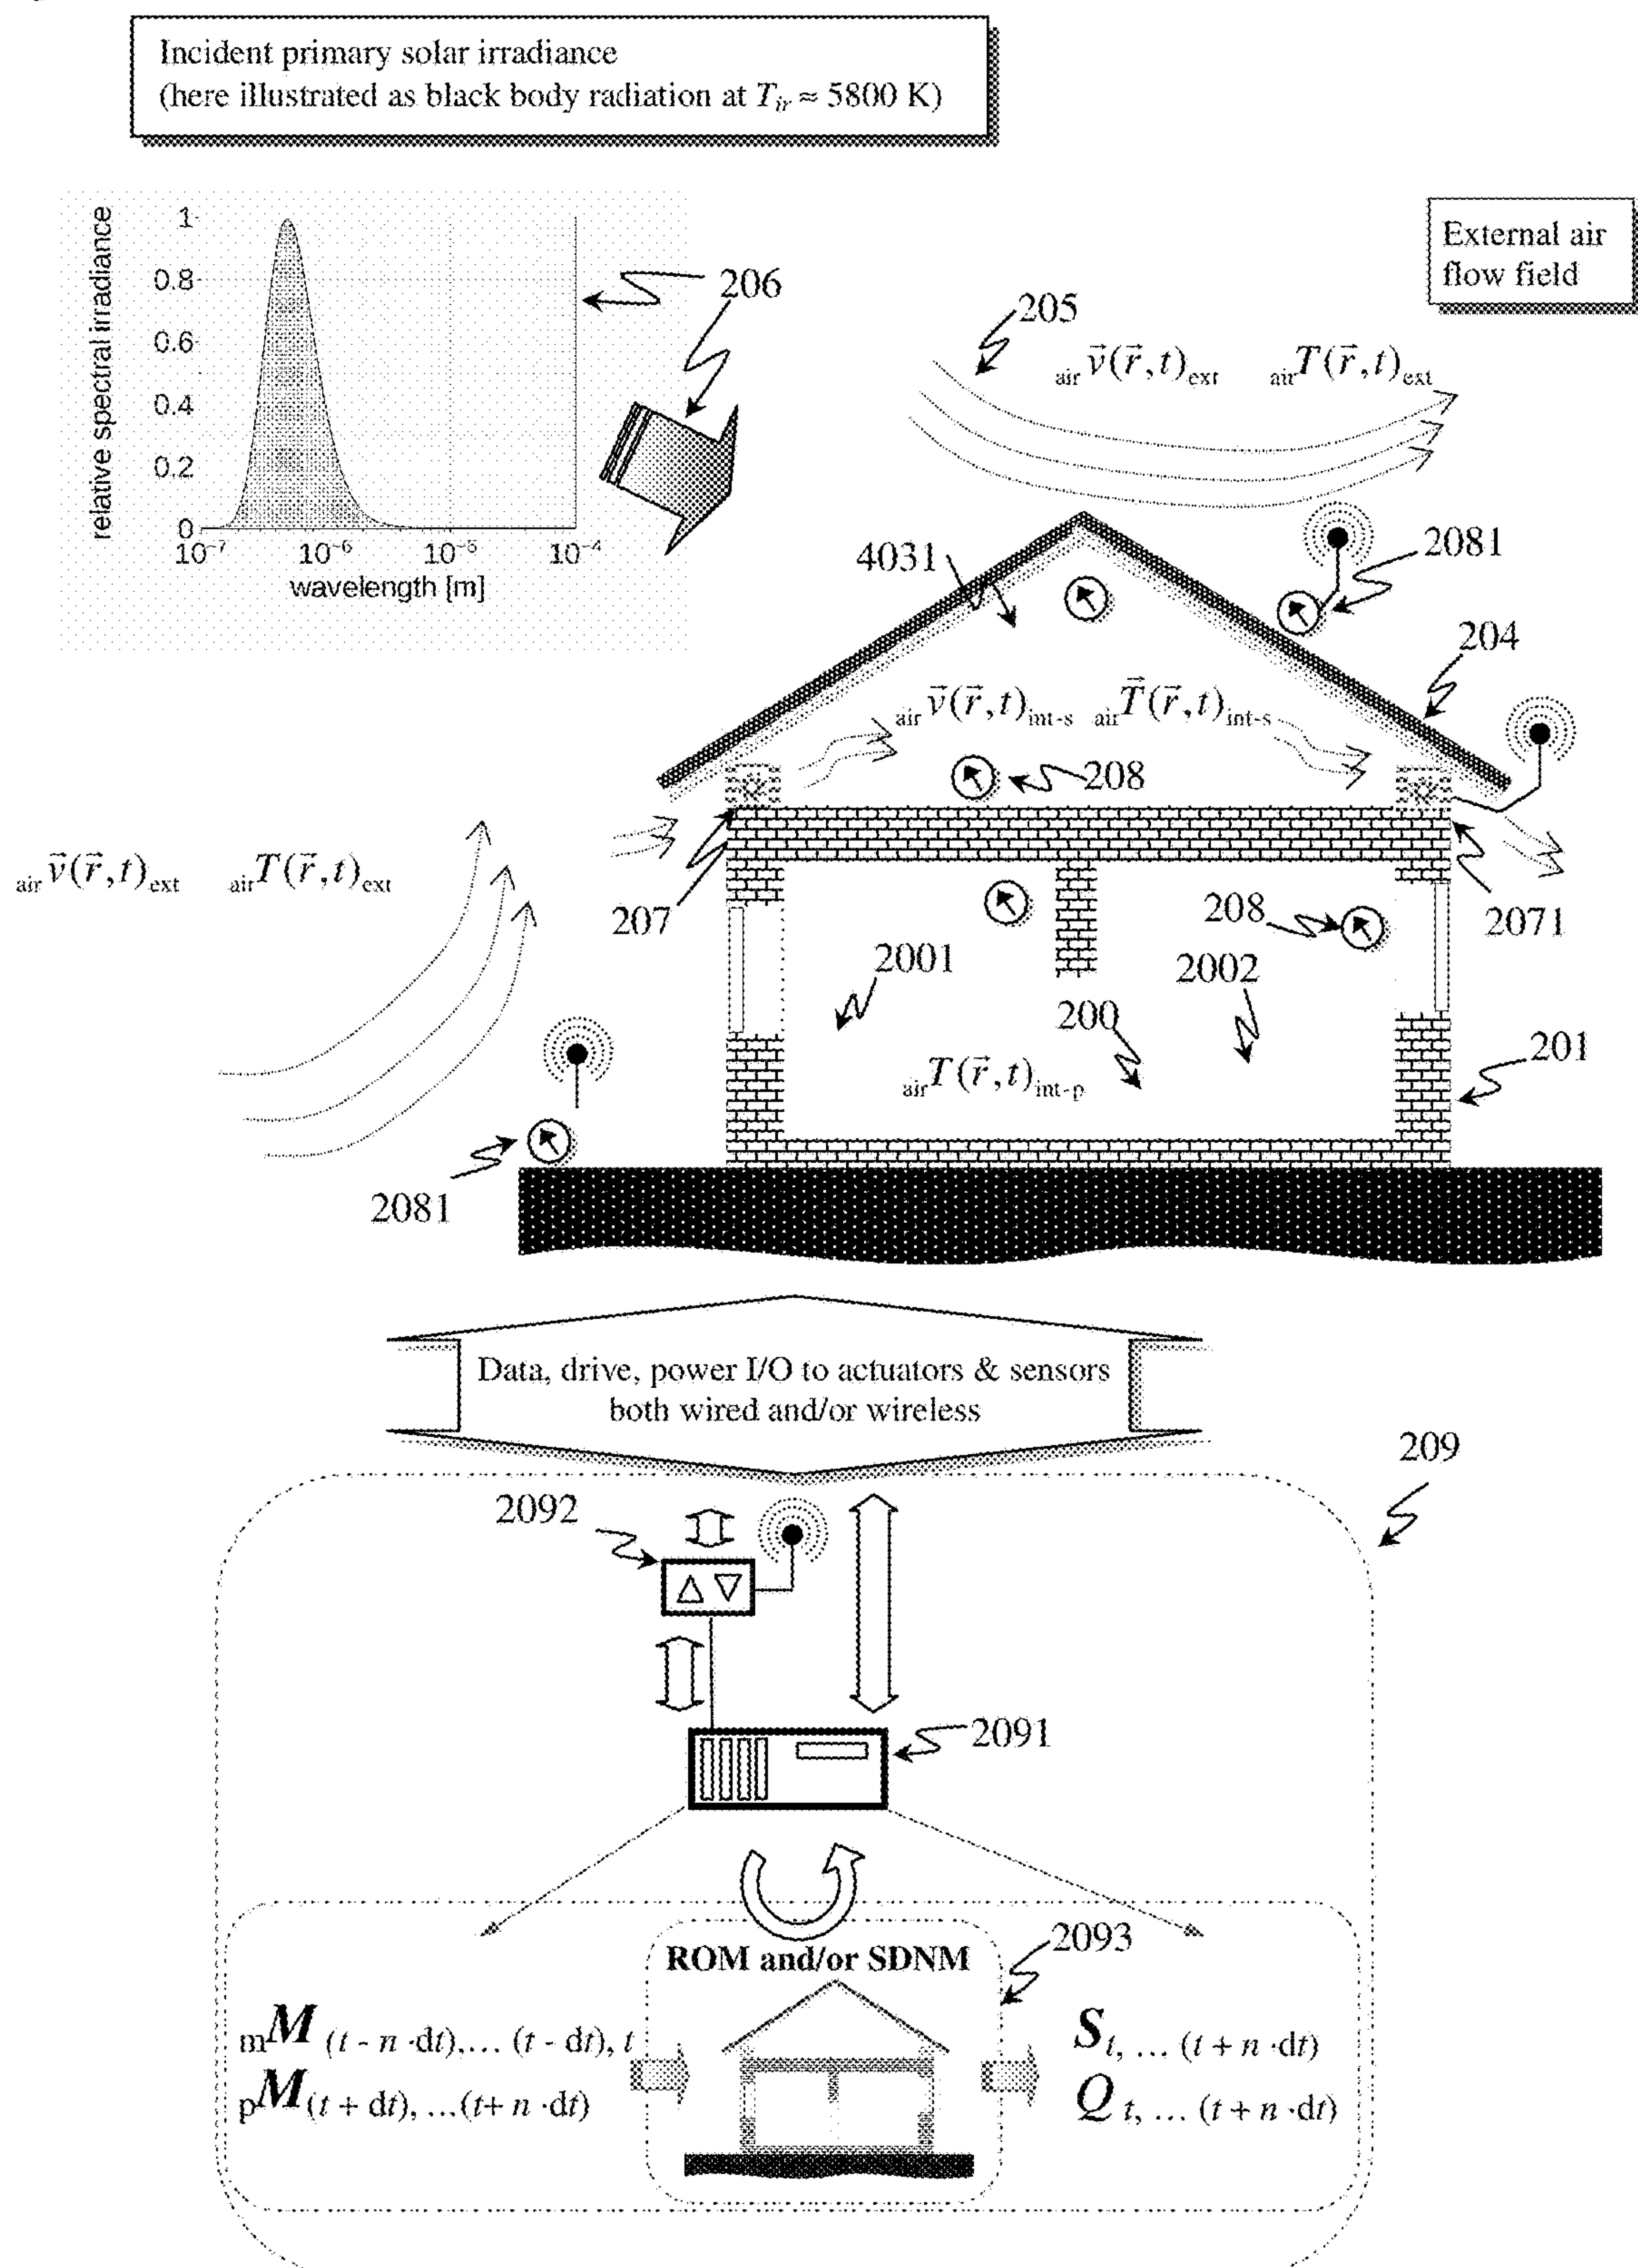 Incident primary solar irradiance
(here illustrated as black body radiation at T_ir ≈ 5800 K)
External air
flow field
relative spectral irradiance
1
0.8
0.6
0.4
0.2
0
10⁻⁷ 10⁻⁶ 10⁻⁵ 10⁻⁴
wavelength [m]
206
205
air v⃗(r⃗,t)ext air T(r⃗,t)ext
4031
2081
204
air v⃗(r⃗,t)int-s air T⃗(r⃗,t)int-s
208
air v⃗(r⃗,t)ext air T(r⃗,t)ext
207
208
2071
2001
2002
200
201
air T(r⃗,t)int-p
2081
Data, drive, power I/O to actuators & sensors
both wired and/or wireless
209
2092
2091
2093
ROM and/or SDNM
mM (t - n ·dt),… (t - dt), t
pM (t + dt), …(t+ n ·dt)
S t, … (t + n ·dt)
Q t, … (t + n ·dt)